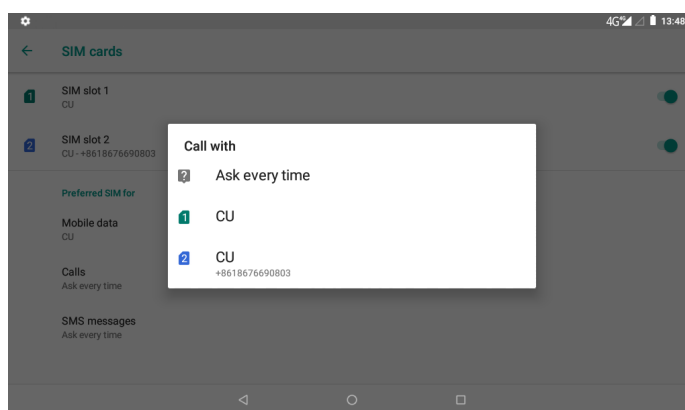 4G 13:48
SIM cards
1 SIM slot 1
CU
2 SIM slot 2
CU - +8618676690803
Preferred SIM for
Mobile data
CU
Calls
Ask every time
SMS messages
Ask every time
Call with
? Ask every time
1 CU
2 CU
+8618676690803